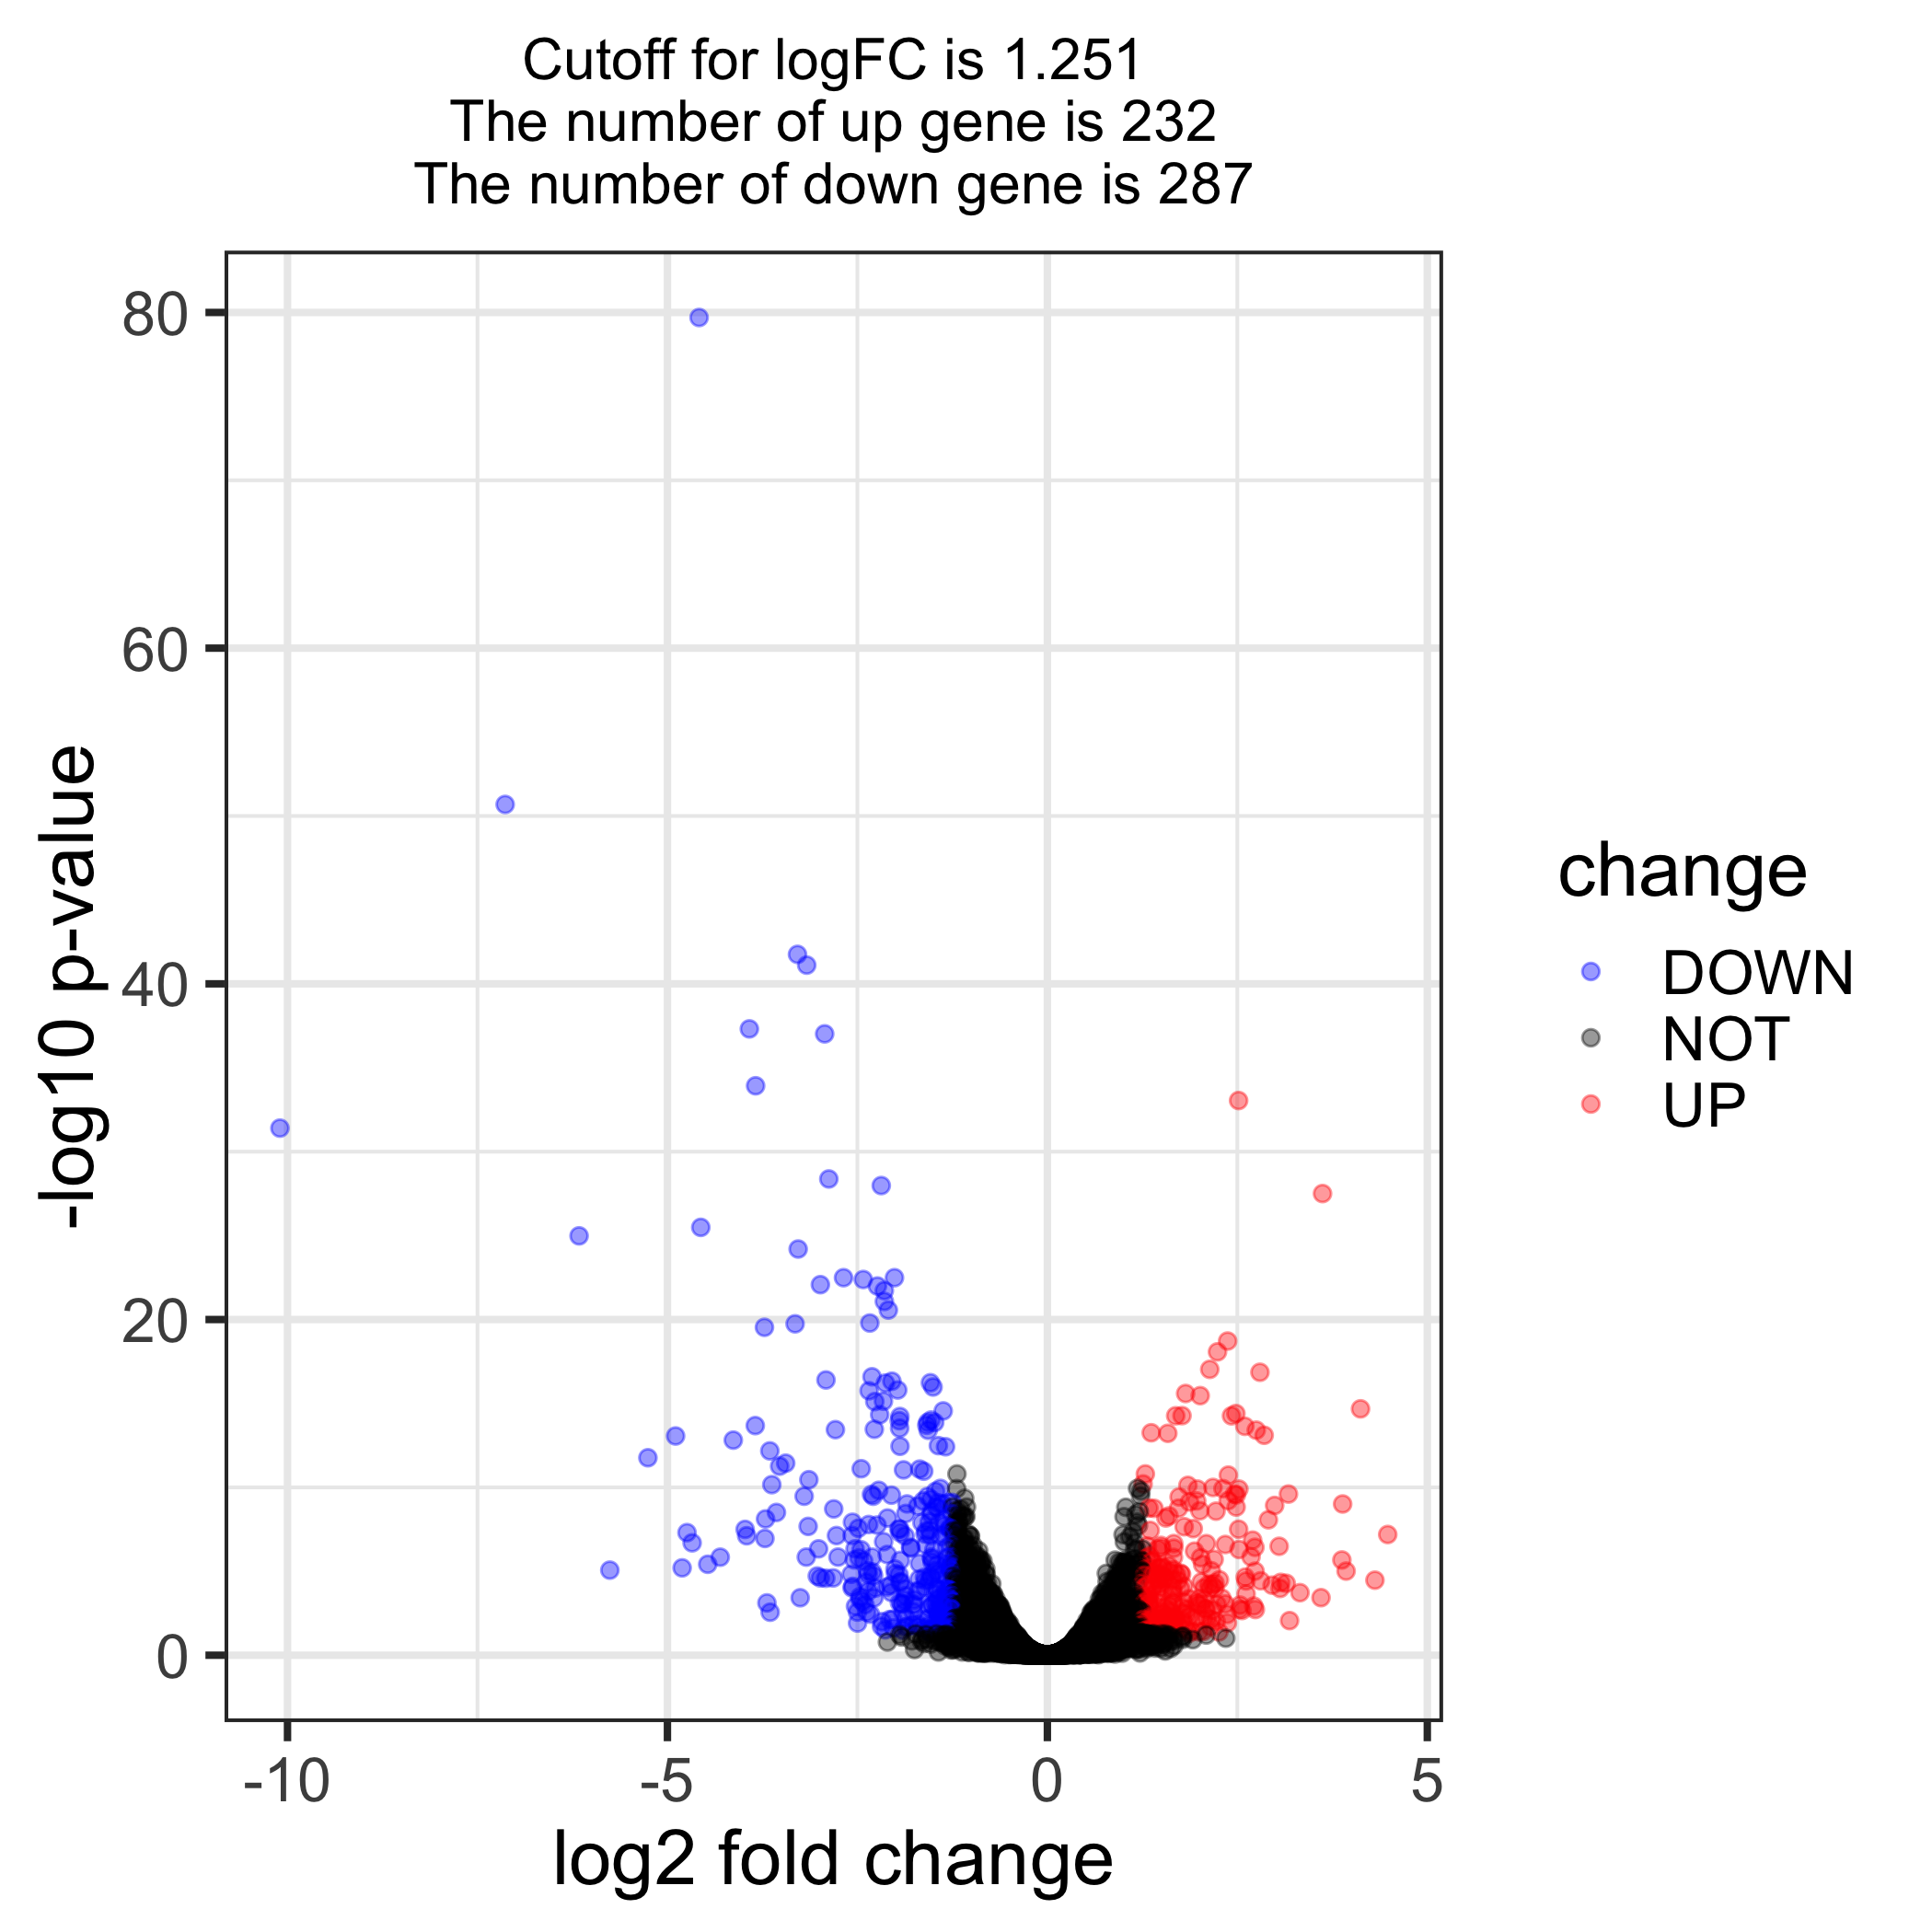 Cutoff for logFC is 1.251
The number of up gene is 232
The number of down gene is 287
80
60
40
20
0
-log10 p-value
-10
-5
0
5
log2 fold change
change
DOWN
NOT
UP